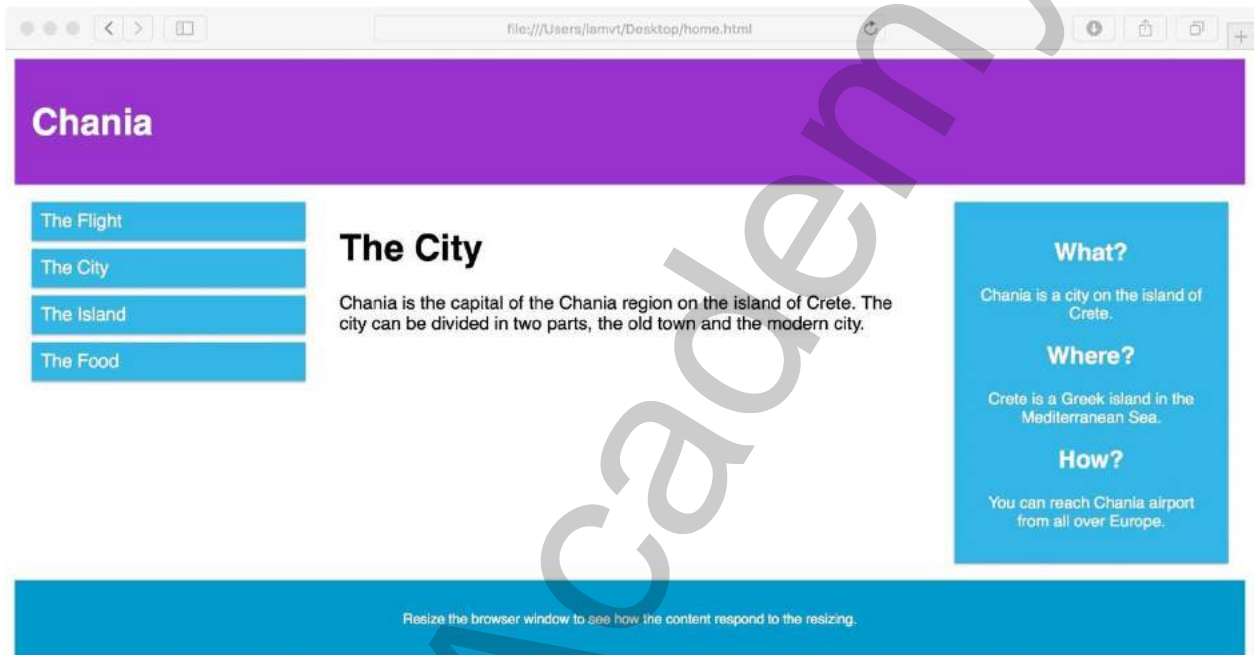 file:///Users/lamvt/Desktop/home.html
Chania
The Flight
The City
The Island
The Food
The City
Chania is the capital of the Chania region on the island of Crete. The
city can be divided in two parts, the old town and the modern city.
What?
Chania is a city on the island of
Crete.
Where?
Crete is a Greek island in the
Mediterranean Sea.
How?
You can reach Chania airport
from all over Europe.
Resize the browser window to see how the content respond to the resizing.